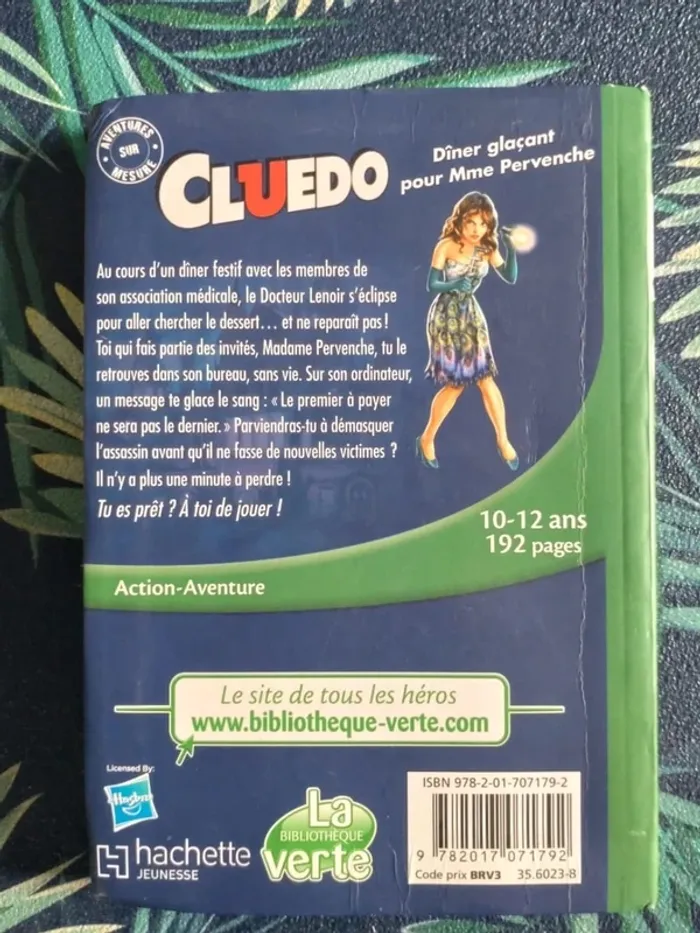 AVENTURES
SUR
MESURE
CLUEDO
Dîner glaçant
pour Mme Pervenche
Au cours d'un dîner festif avec les membres de
son association médicale, le Docteur Lenoir s'éclipse
pour aller chercher le dessert... et ne reparaît pas !
Toi qui fais partie des invités, Madame Pervenche, tu le
retrouves dans son bureau, sans vie. Sur son ordinateur,
un message te glace le sang : « Le premier à payer
ne sera pas le dernier. » Parviendras-tu à démasquer
l'assassin avant qu'il ne fasse de nouvelles victimes ?
Il n'y a plus une minute à perdre !
Tu es prêt ? À toi de jouer !
10-12 ans
192 pages
Action-Aventure
Le site de tous les héros
www.bibliotheque-verte.com
Licensed By:
Hasbro
hachette
JEUNESSE
La
BIBLIOTHÈQUE
verte
ISBN 978-2-01-707179-2
9 782017 071792
Code prix BRV3 35.6023-8